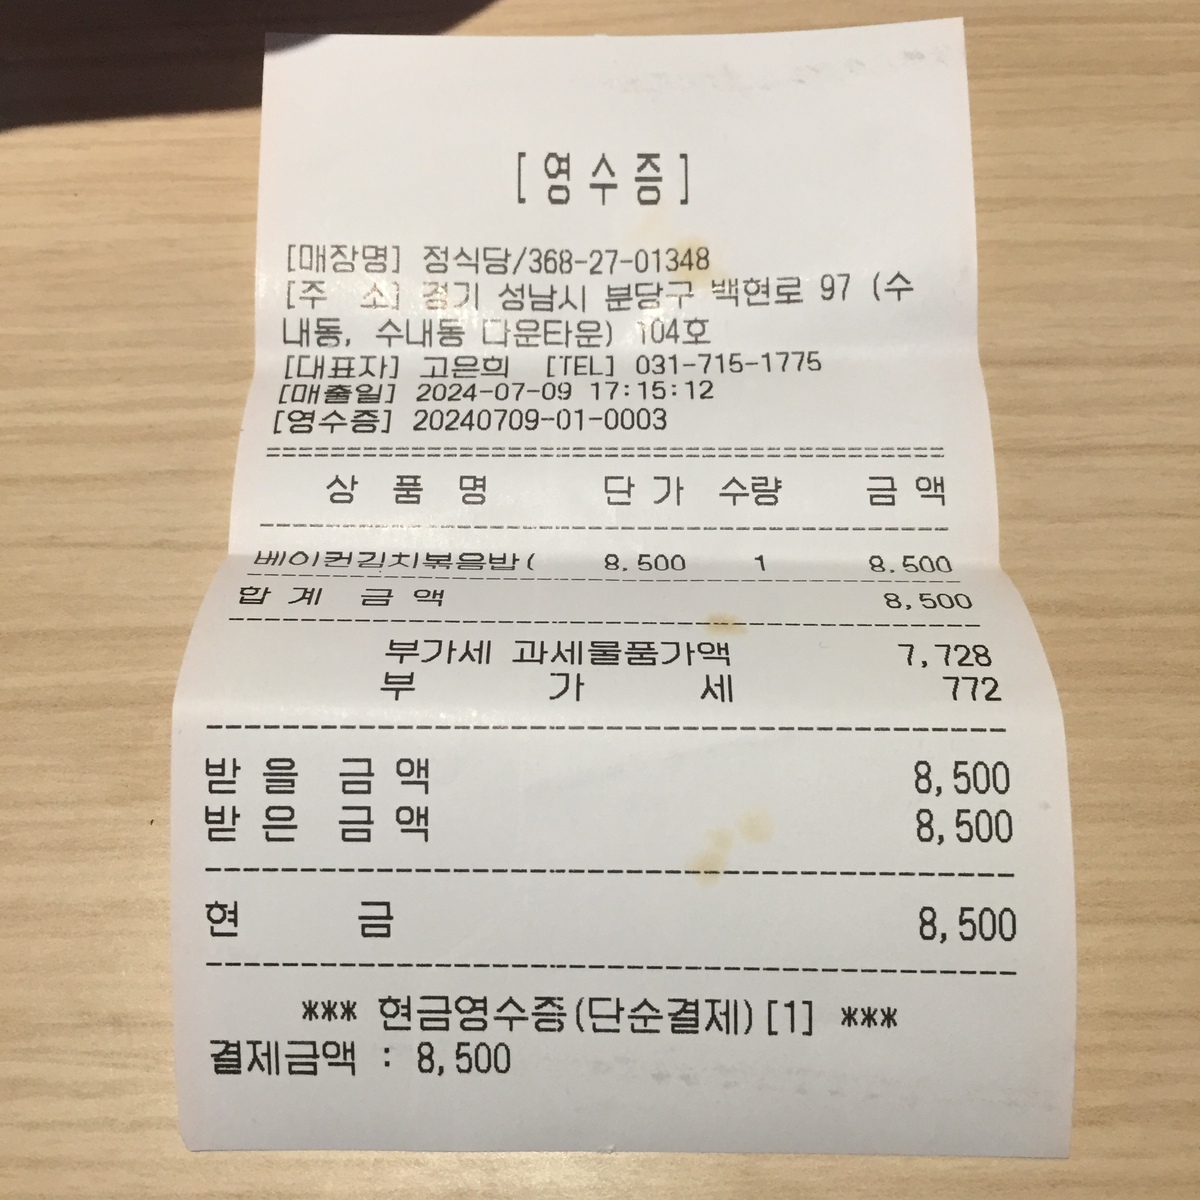 [영수증]
[매장명] 정식당/368-27-01348
[주 소] 경기 성남시 분당구 백현로 97 (수
내동, 수내동 다운타운) 104호
[대표자] 고은희 [TEL] 031-715-1775
[매출일] 2024-07-09 17:15:12
[영수증] 20240709-01-0003
상 품 명 단 가 수량 금 액
베이컨김치볶음밥( 8,500 1 8,500
합 계 금 액 8,500
부가세 과세물품가액 7,728
부 가 세 772
받 을 금 액 8,500
받 은 금 액 8,500
현 금 8,500
*** 현금영수증(단순결제)[1] ***
결제금액 : 8,500